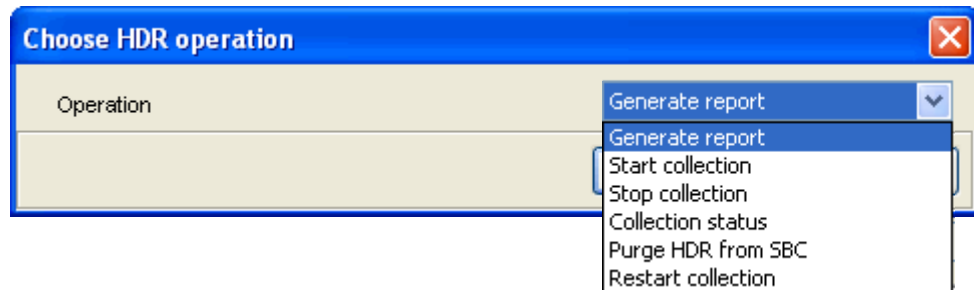 Choose HDR operation
Operation
Generate report
Generate report
Start collection
Stop collection
Collection status
Purge HDR from SBC
Restart collection